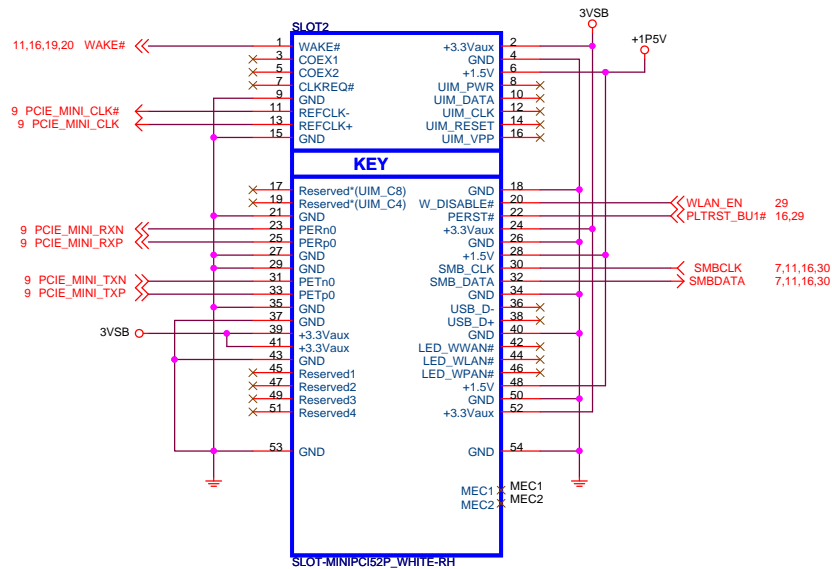 SLOT2
3VSB
+1P5V
11,16,19,20 WAKE# 1 WAKE# +3.3Vaux 2
3 COEX1 GND 4
5 COEX2 +1.5V 6
7 CLKREQ# UIM_PWR 8
9 GND UIM_DATA 10
9 PCIE_MINI_CLK# 11 REFCLK- UIM_CLK 12
9 PCIE_MINI_CLK 13 REFCLK+ UIM_RESET 14
15 GND UIM_VPP 16
KEY
17 Reserved*(UIM_C8) GND 18
19 Reserved*(UIM_C4) W_DISABLE# 20 WLAN_EN 29
21 GND PERST# 22 PLTRST_BU1# 16,29
9 PCIE_MINI_RXN 23 PERn0 +3.3Vaux 24
9 PCIE_MINI_RXP 25 PERp0 GND 26
27 GND +1.5V 28
29 GND SMB_CLK 30 SMBCLK 7,11,16,30
9 PCIE_MINI_TXN 31 PETn0 SMB_DATA 32 SMBDATA 7,11,16,30
9 PCIE_MINI_TXP 33 PETp0 GND 34
35 GND USB_D- 36
37 GND USB_D+ 38
3VSB 39 +3.3Vaux GND 40
41 +3.3Vaux LED_WWAN# 42
43 GND LED_WLAN# 44
45 Reserved1 LED_WPAN# 46
47 Reserved2 +1.5V 48
49 Reserved3 GND 50
51 Reserved4 +3.3Vaux 52
53 GND GND 54
MEC1 MEC1
MEC2 MEC2
SLOT-MINIPCI52P_WHITE-RH